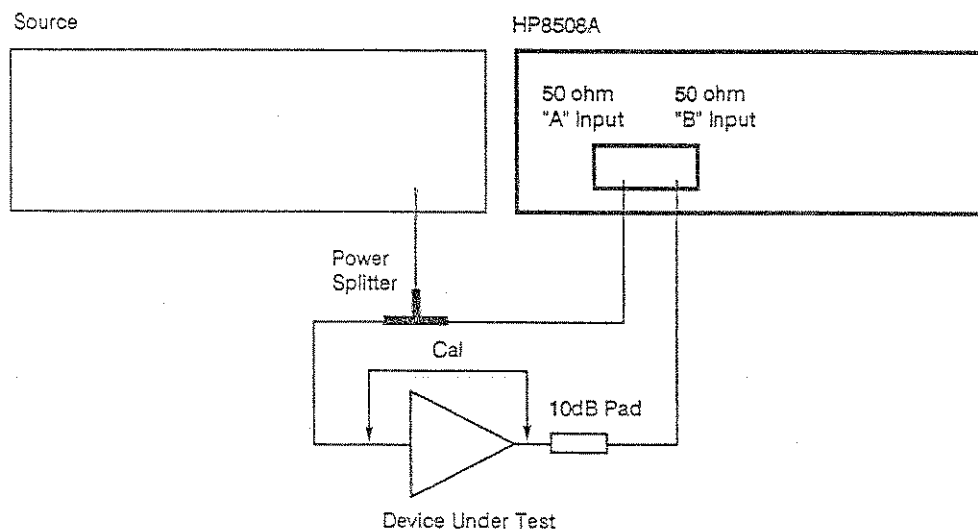 Source
HP8508A
50 ohm
"A" Input
50 ohm
"B" Input
Power
Splitter
Cal
10dB Pad
Device Under Test